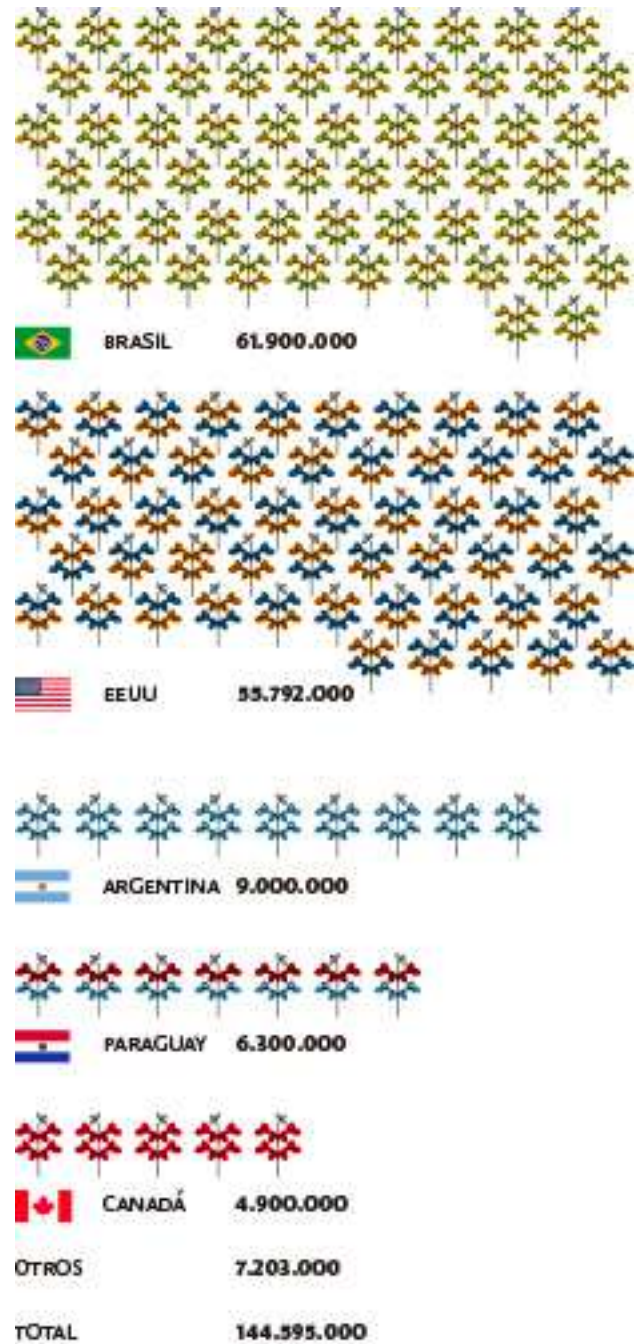 BRASIL 61.900.000
EEUU 55.792.000
ARGENTINA 9.000.000
PARAGUAY 6.300.000
CANADÁ 4.900.000
OTROS 7.203.000
TOTAL 144.595.000